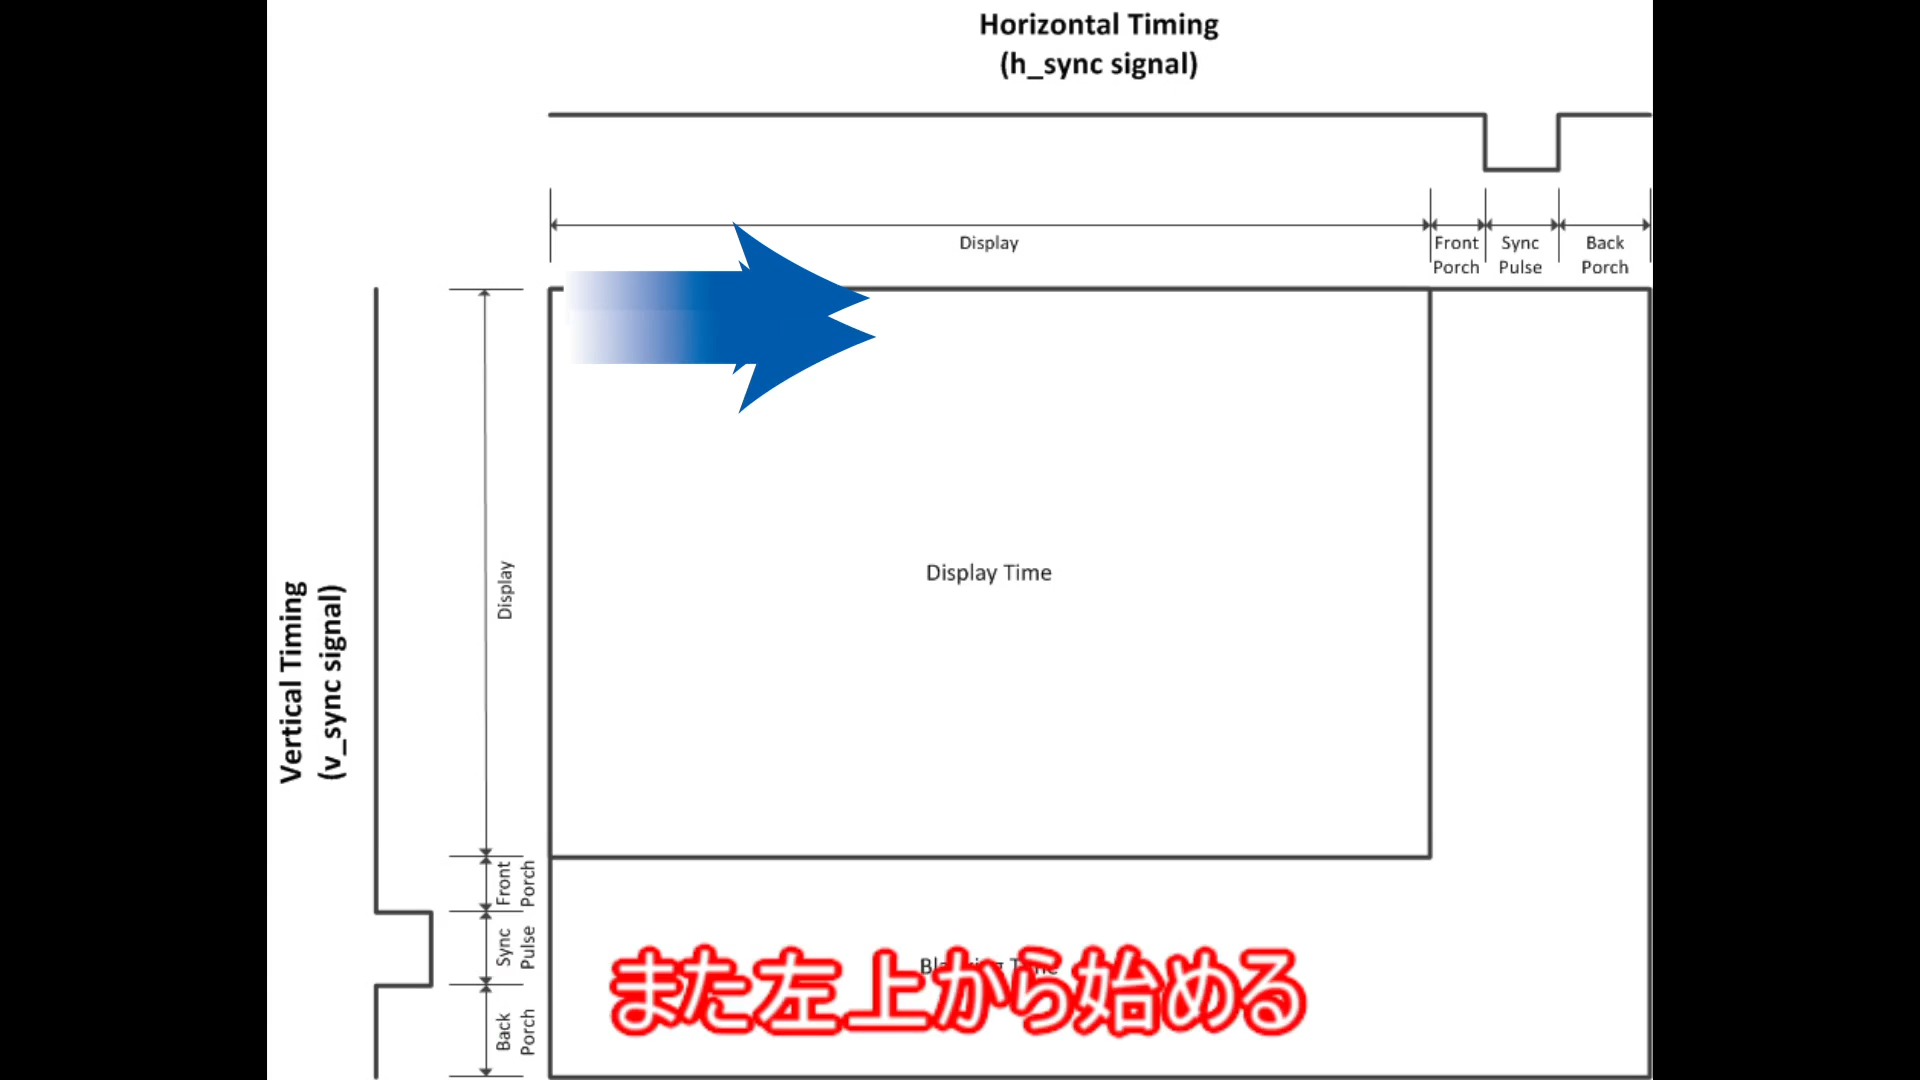 Horizontal Timing
(h_sync signal)
Display
Front
Porch
Sync
Pulse
Back
Porch
Vertical Timing
(v_sync signal)
Display
Front
Porch
Sync
Pulse
Back
Porch
Display Time
また左上から始める